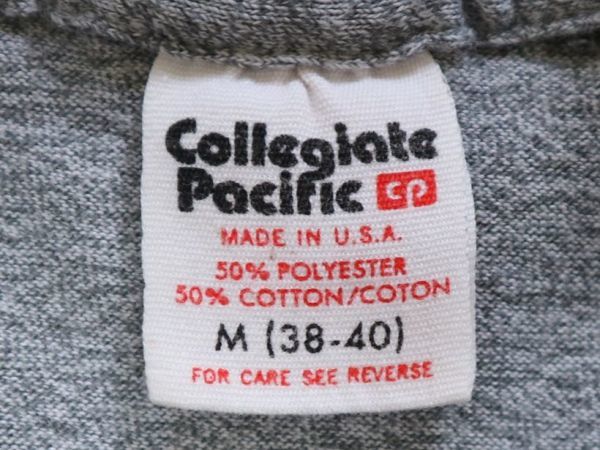 Collegiate
Pacific CP
MADE IN U.S.A.
50% POLYESTER
50% COTTON/COTON
M (38-40)
FOR CARE SEE REVERSE